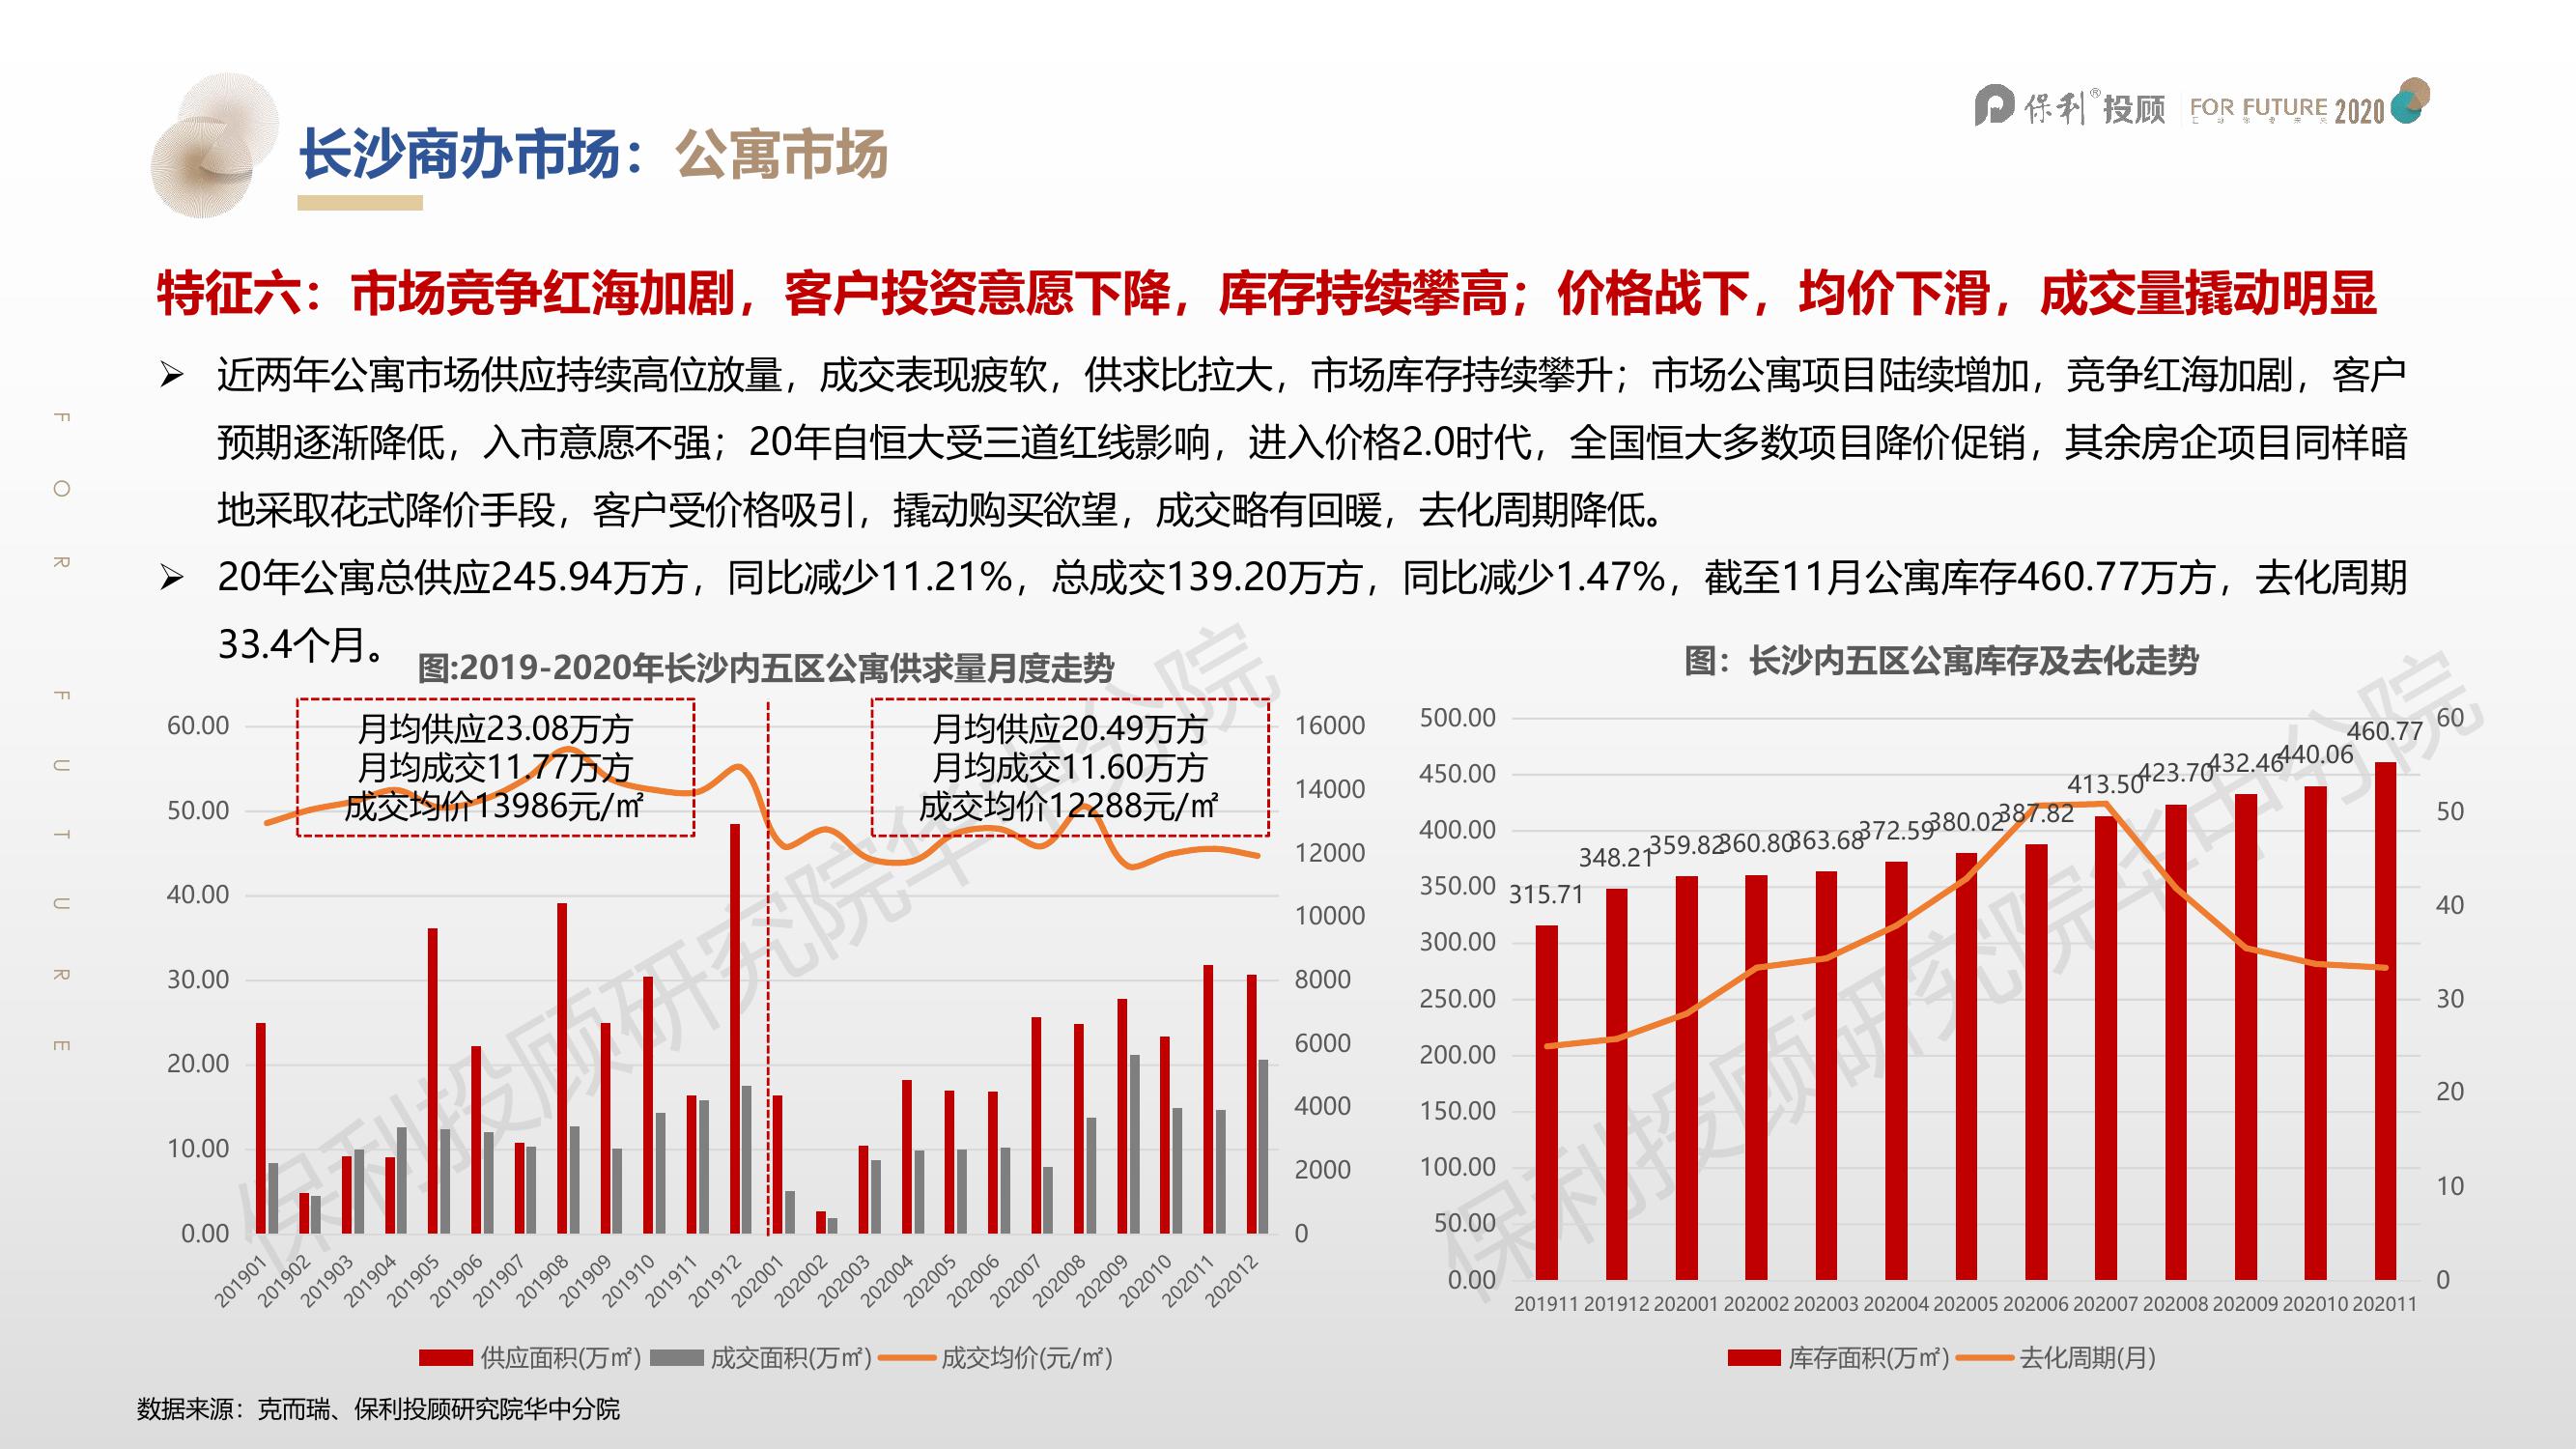 长沙商办市场：公寓市场
保利®投顾 FOR FUTURE 2020
特征六：市场竞争红海加剧，客户投资意愿下降，库存持续攀高；价格战下，均价下滑，成交量撬动明显
➢ 近两年公寓市场供应持续高位放量，成交表现疲软，供求比拉大，市场库存持续攀升；市场公寓项目陆续增加，竞争红海加剧，客户
预期逐渐降低，入市意愿不强；20年自恒大受三道红线影响，进入价格2.0时代，全国恒大多数项目降价促销，其余房企项目同样暗
地采取花式降价手段，客户受价格吸引，撬动购买欲望，成交略有回暖，去化周期降低。
➢ 20年公寓总供应245.94万方，同比减少11.21%，总成交139.20万方，同比减少1.47%，截至11月公寓库存460.77万方，去化周期
33.4个月。
FOR FUTURE
图:2019-2020年长沙内五区公寓供求量月度走势
月均供应23.08万方
月均成交11.77万方
成交均价13986元/㎡
月均供应20.49万方
月均成交11.60万方
成交均价12288元/㎡
60.00
50.00
40.00
30.00
20.00
10.00
0.00
16000
14000
12000
10000
8000
6000
4000
2000
0
201901 201902 201903 201904 201905 201906 201907 201908 201909 201910 201911 201912 202001 202002 202003 202004 202005 202006 202007 202008 202009 202010 202011 202012
供应面积(万㎡) 成交面积(万㎡) 成交均价(元/㎡)
保利投顾研究院华中分院
图：长沙内五区公寓库存及去化走势
500.00
450.00
400.00
350.00
300.00
250.00
200.00
150.00
100.00
50.00
0.00
315.71 348.21 359.82 360.80 363.68 372.59 380.02 387.82 413.50 423.70 432.46 440.06 460.77
60
50
40
30
20
10
0
201911 201912 202001 202002 202003 202004 202005 202006 202007 202008 202009 202010 202011
库存面积(万㎡) 去化周期(月)
保利投顾研究院华中分院
数据来源：克而瑞、保利投顾研究院华中分院